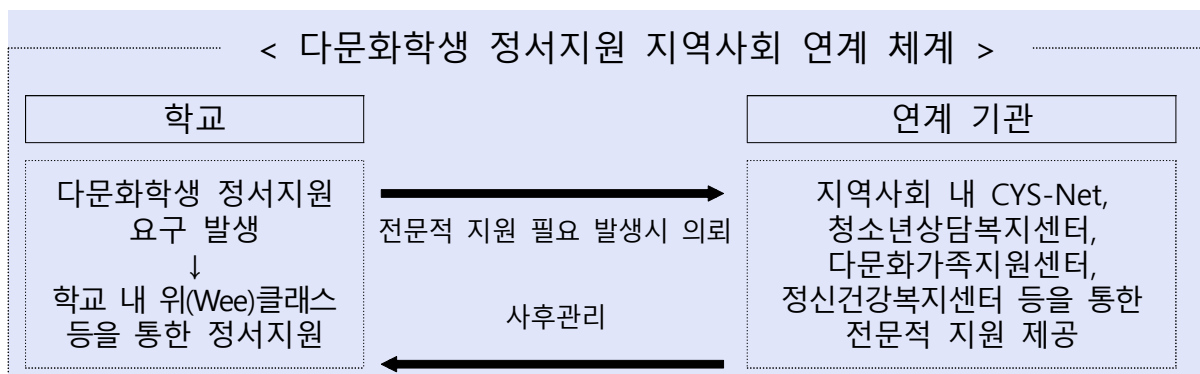 < 다문화학생 정서지원 지역사회 연계 체계 >
학교
다문화학생 정서지원
요구 발생
↓
학교 내 위(Wee)클래스
등을 통한 정서지원
전문적 지원 필요 발생시 의뢰
사후관리
연계 기관
지역사회 내 CYS-Net,
청소년상담복지센터,
다문화가족지원센터,
정신건강복지센터 등을 통한
전문적 지원 제공